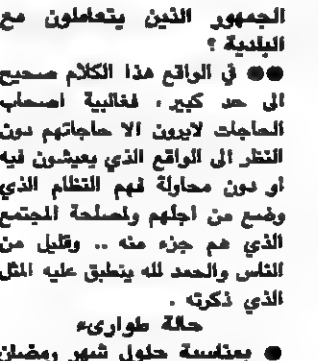 الجمهور الذين يتعاملون مع
البلدية ؟
●● في الواقع هذا الكلام صحيح
الى حد كبير ، فغالبية اصحاب
الحاجات لايرون الا حاجاتهم دون
النظر الى الواقع الذي يعيشون فيه
او دون محاولة فهم النظام الذي
وضع من اجلهم ولمصلحة المجتمع
الذي هم جزء منه .. وقليل من
الناس والحمد لله ينطبق عليه المثل
الذي ذكرته .
حالة طوارىء
● بمناسبة حلول شهر رمضان